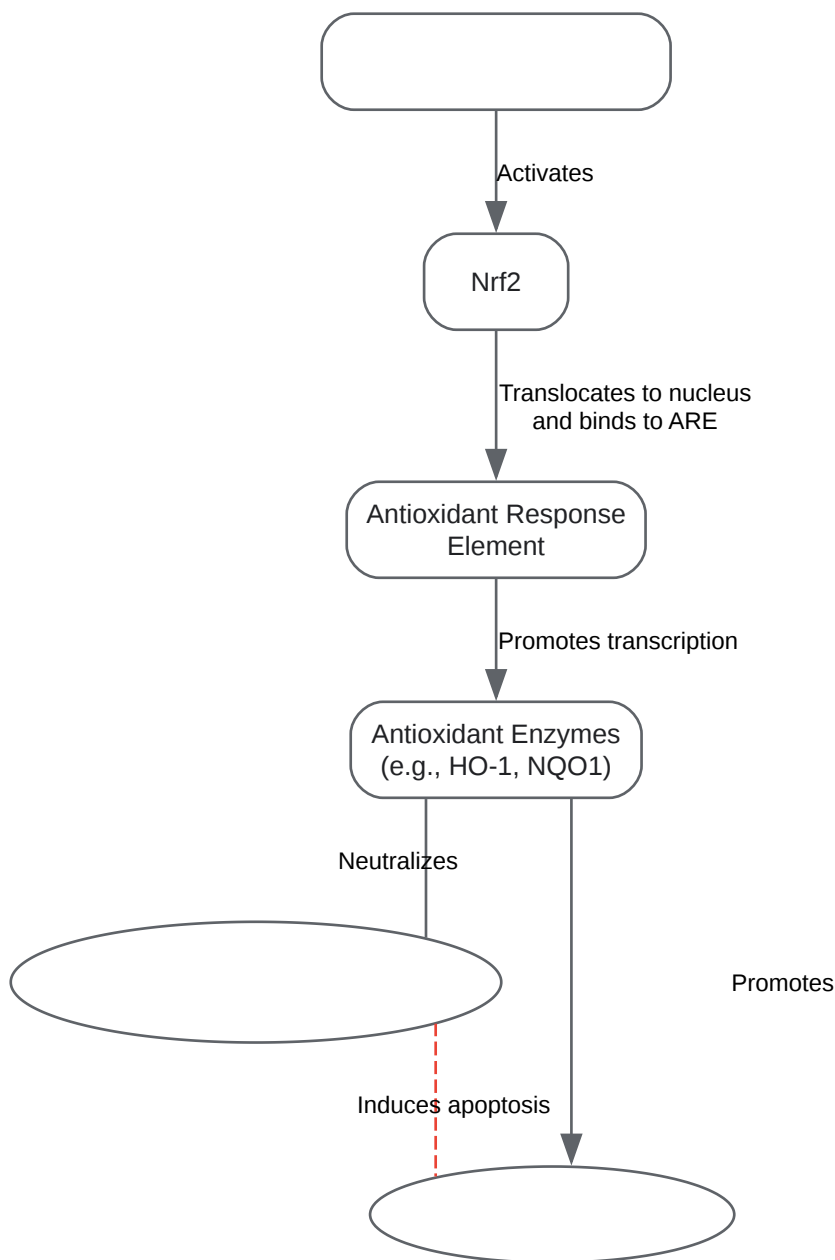 Activates
Nrf2
Translocates to nucleus
and binds to ARE
Antioxidant Response
Element
Promotes transcription
Antioxidant Enzymes
(e.g., HO-1, NQO1)
Neutralizes
Promotes
Induces apoptosis